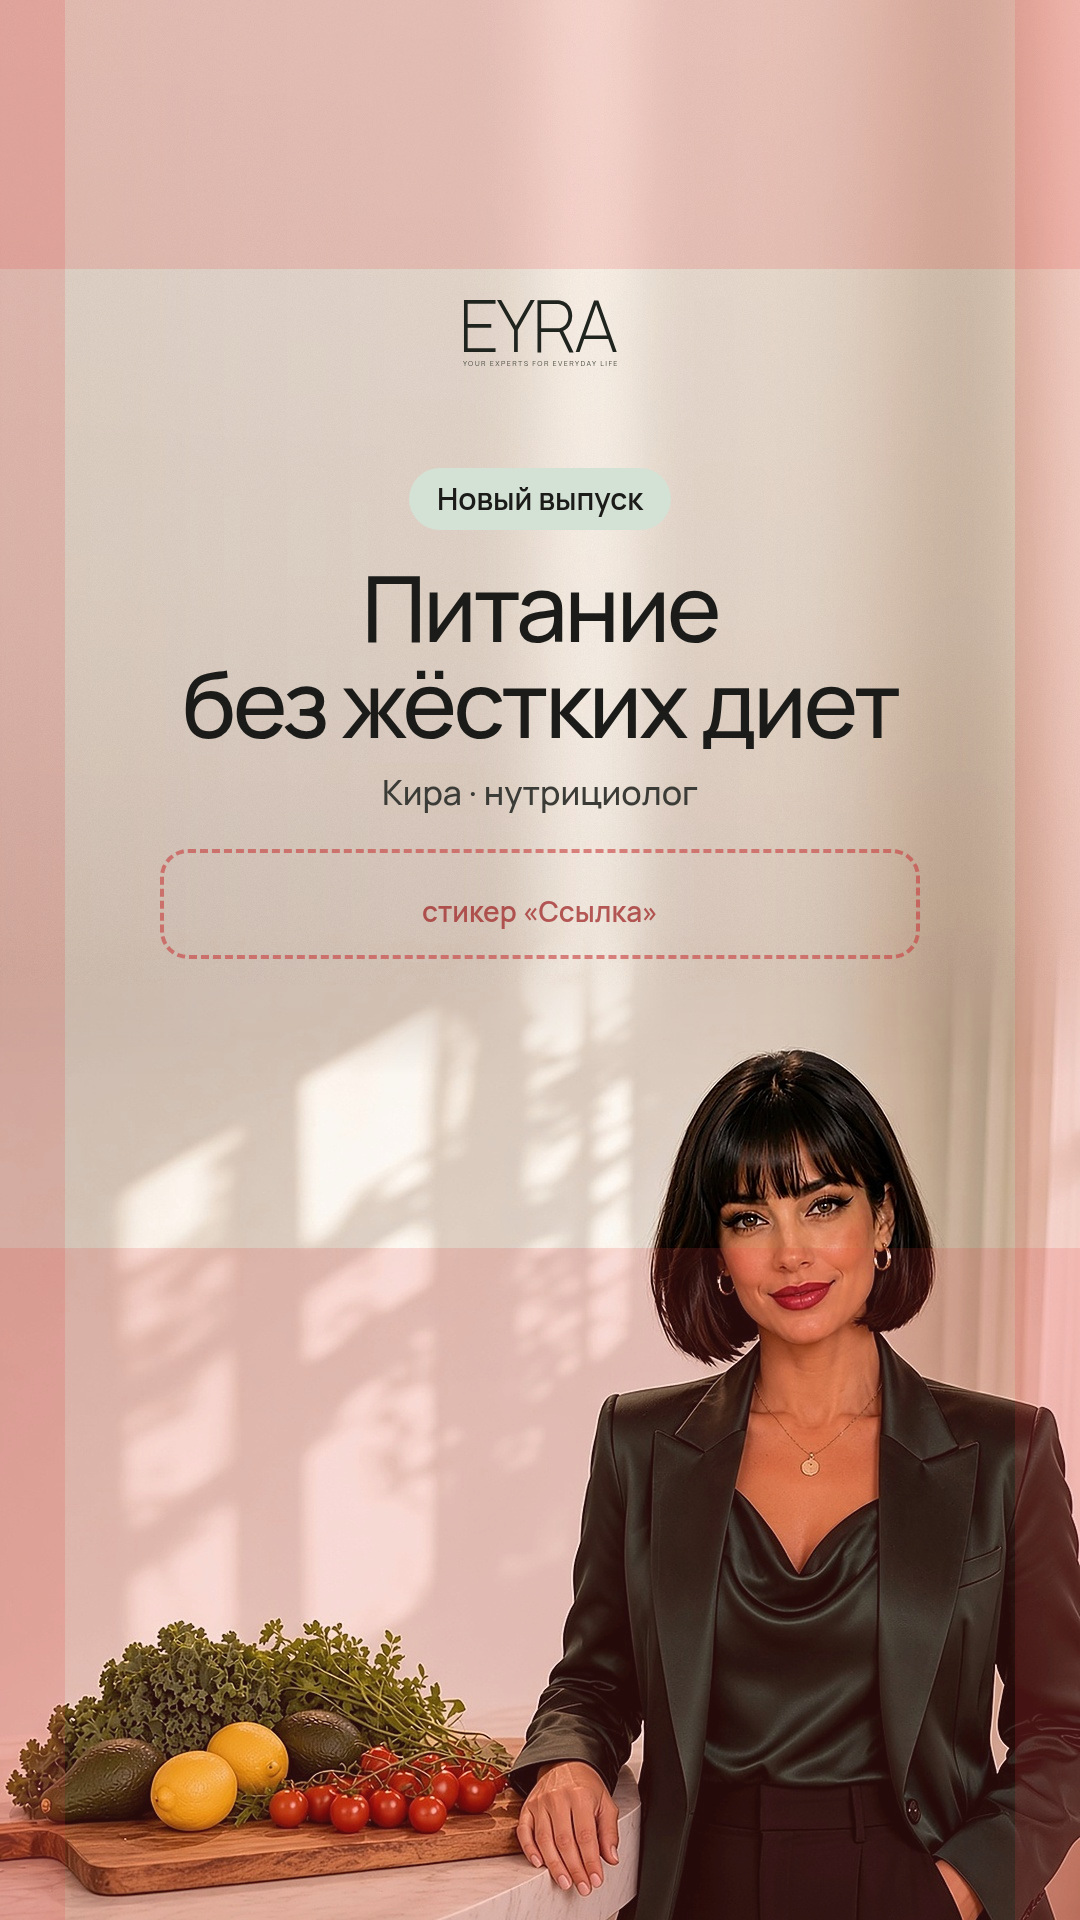 EYRA
YOUR EXPERTS FOR EVERYDAY LIFE
Новый выпуск
Питание
без жёстких диет
Кира · нутрициолог
стикер «Ссылка»